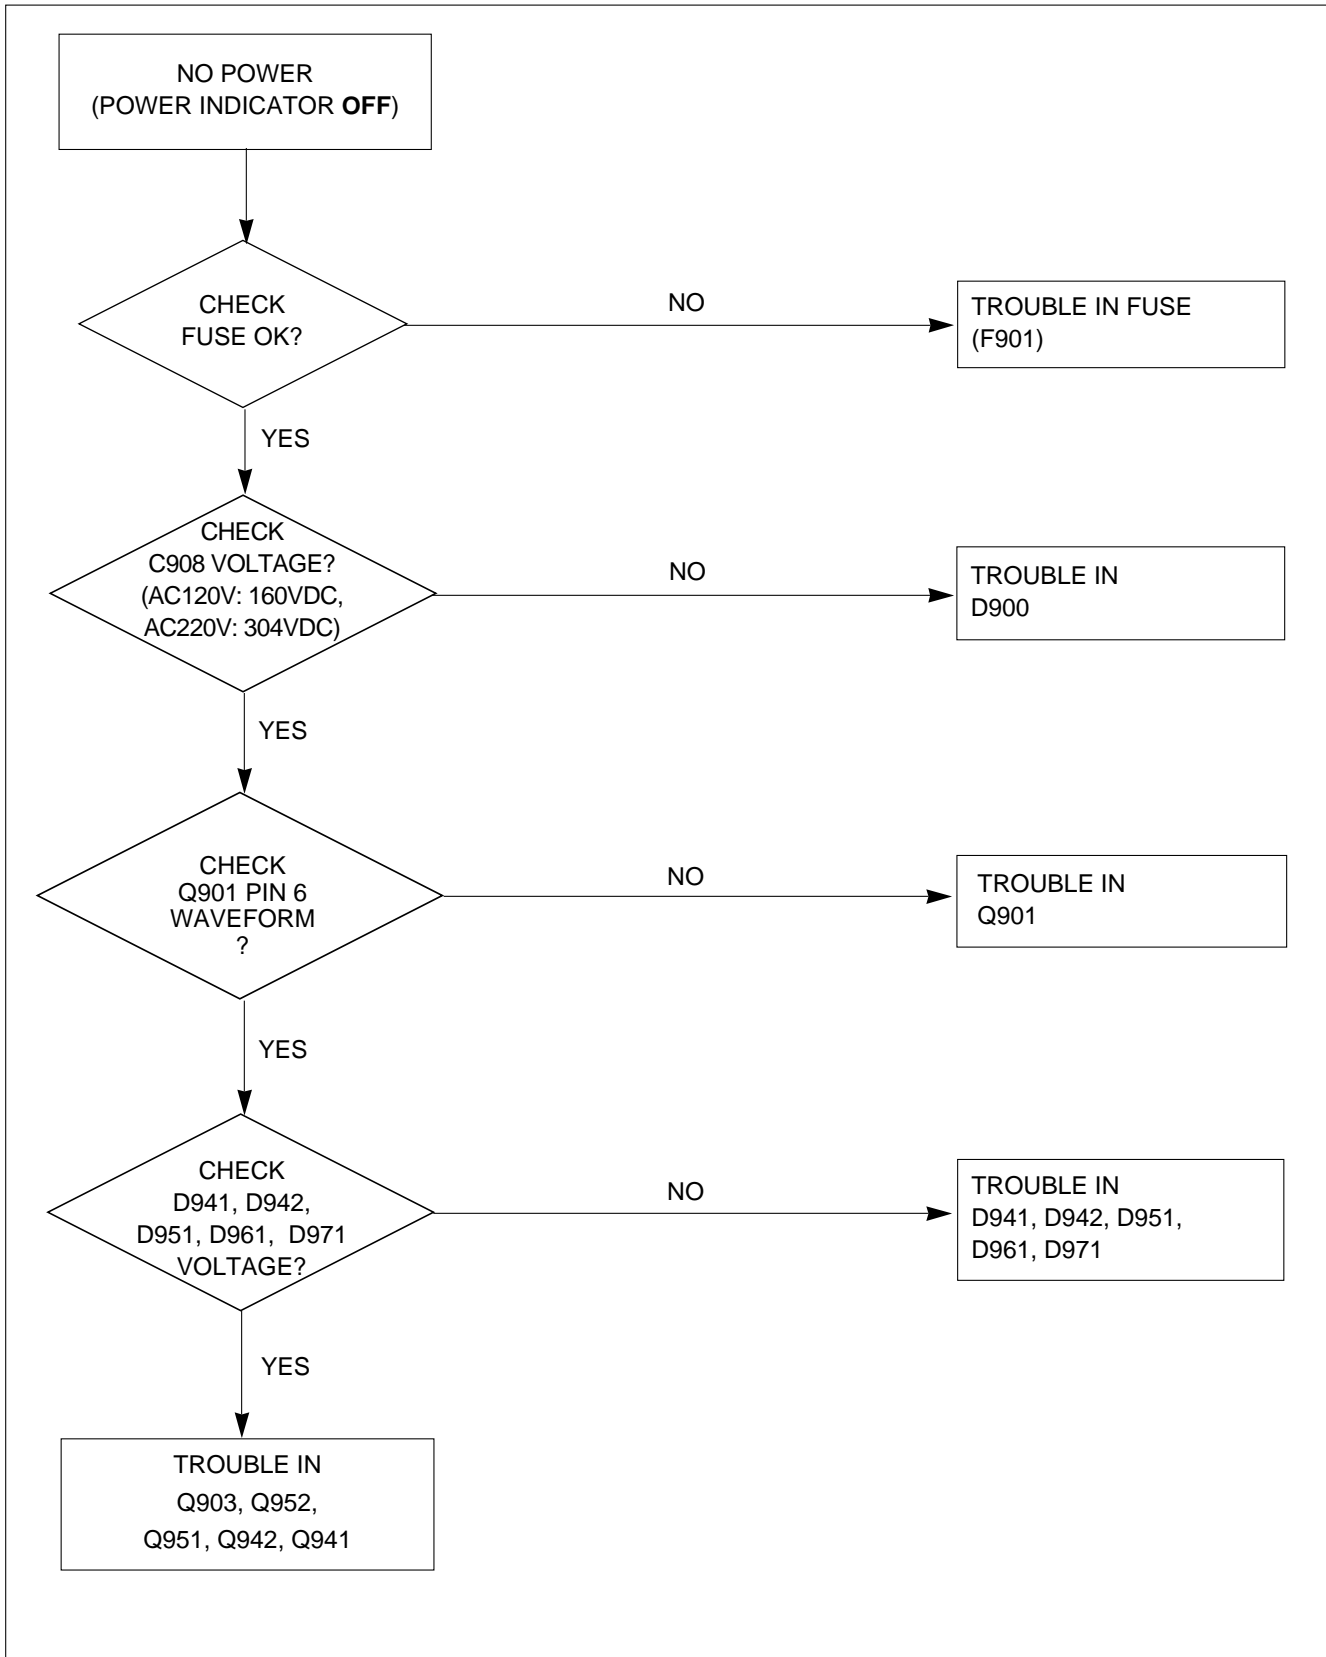 NO POWER
(POWER INDICATOR OFF)
CHECK
FUSE OK?
NO
TROUBLE IN FUSE
(F901)
YES
CHECK
C908 VOLTAGE?
(AC120V: 160VDC,
AC220V: 304VDC)
NO
TROUBLE IN
D900
YES
CHECK
Q901 PIN 6
WAVEFORM
?
NO
TROUBLE IN
Q901
YES
CHECK
D941, D942,
D951, D961, D971
VOLTAGE?
NO
TROUBLE IN
D941, D942, D951,
D961, D971
YES
TROUBLE IN
Q903, Q952,
Q951, Q942, Q941